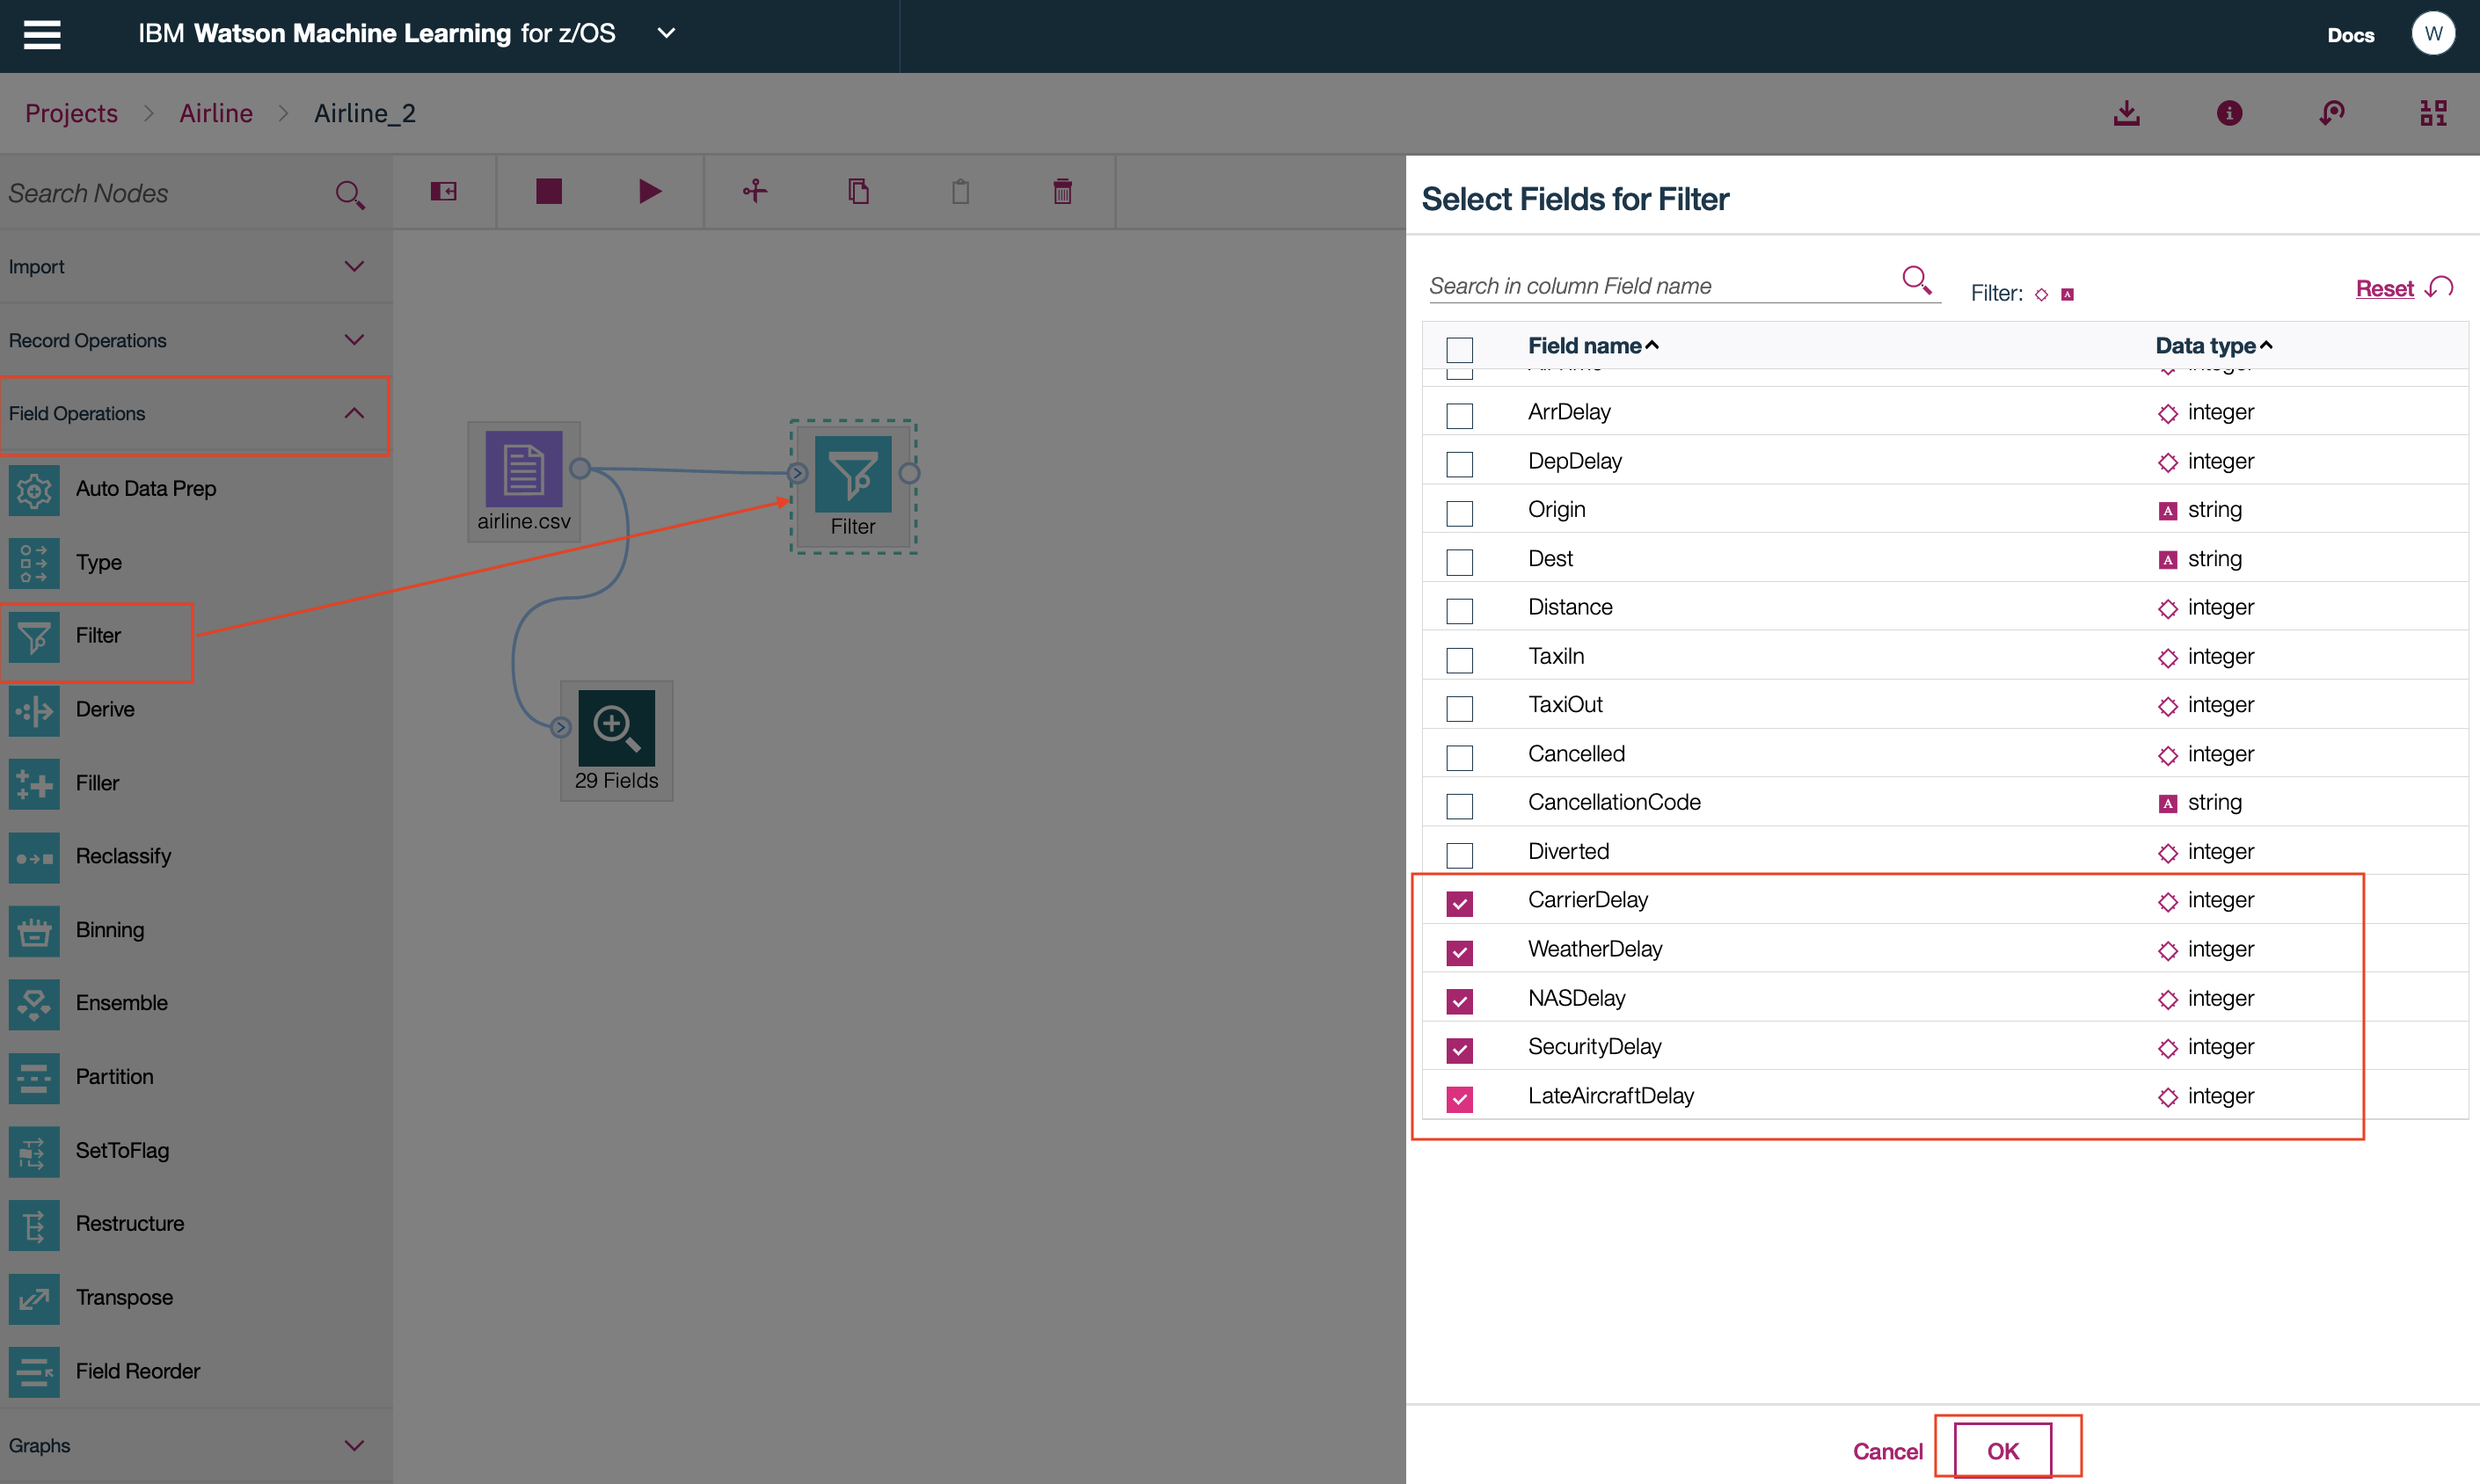 IBM Watson Machine Learning for z/OS
Docs
W
Projects > Airline > Airline_2
Search Nodes
Import
Record Operations
Field Operations
Auto Data Prep
Type
Filter
Derive
Filler
Reclassify
Binning
Ensemble
Partition
SetToFlag
Restructure
Transpose
Field Reorder
Graphs
airline.csv
Filter
29 Fields
Select Fields for Filter
Search in column Field name
Filter: A
Reset
Field name Data type
ArrDelay integer
DepDelay integer
Origin A string
Dest A string
Distance integer
TaxiIn integer
TaxiOut integer
Cancelled integer
CancellationCode A string
Diverted integer
CarrierDelay integer
WeatherDelay integer
NASDelay integer
SecurityDelay integer
LateAircraftDelay integer
Cancel OK